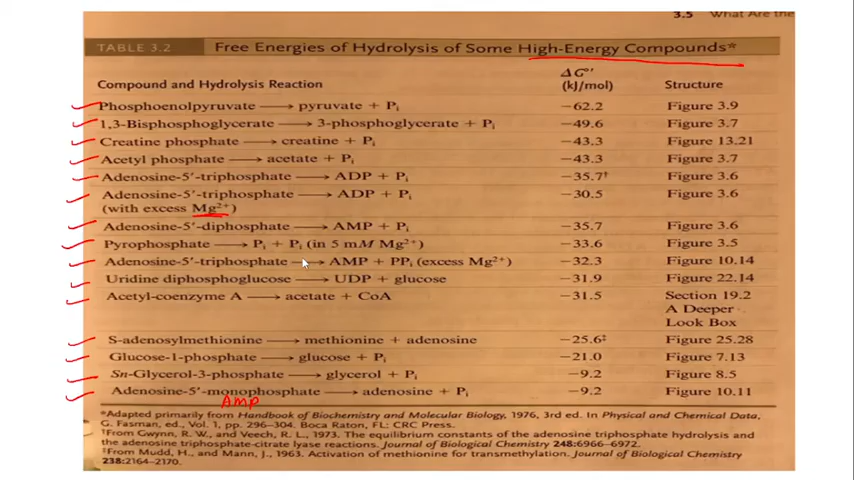 3.5 What Are the
TABLE 3.2 Free Energies of Hydrolysis of Some High-Energy Compounds*
Compound and Hydrolysis Reaction ΔG°′ (kJ/mol) Structure
Phosphoenolpyruvate ⟶ pyruvate + Pi −62.2 Figure 3.9
1,3-Bisphosphoglycerate ⟶ 3-phosphoglycerate + Pi −49.6 Figure 3.7
Creatine phosphate ⟶ creatine + Pi −43.3 Figure 13.21
Acetyl phosphate ⟶ acetate + Pi −43.3 Figure 3.7
Adenosine-5′-triphosphate ⟶ ADP + Pi −35.7† Figure 3.6
Adenosine-5′-triphosphate ⟶ ADP + Pi −30.5 Figure 3.6
(with excess Mg2+)
Adenosine-5′-diphosphate ⟶ AMP + Pi −35.7 Figure 3.6
Pyrophosphate ⟶ Pi + Pi (in 5 mM Mg2+) −33.6 Figure 3.5
Adenosine-5′-triphosphate ⟶ AMP + PPi (excess Mg2+) −32.3 Figure 10.14
Uridine diphosphoglucose ⟶ UDP + glucose −31.9 Figure 22.14
Acetyl-coenzyme A ⟶ acetate + CoA −31.5 Section 19.2
A Deeper
Look Box
S-adenosylmethionine ⟶ methionine + adenosine −25.6‡ Figure 25.28
Glucose-1-phosphate ⟶ glucose + Pi −21.0 Figure 7.13
Sn-Glycerol-3-phosphate ⟶ glycerol + Pi −9.2 Figure 8.5
Adenosine-5′-monophosphate ⟶ adenosine + Pi −9.2 Figure 10.11
AMP
*Adapted primarily from Handbook of Biochemistry and Molecular Biology, 1976, 3rd ed. In Physical and Chemical Data,
G. Fasman, ed., Vol. 1, pp. 296–304. Boca Raton, FL: CRC Press.
†From Gwynn, R. W., and Veech, R. L., 1973. The equilibrium constants of the adenosine triphosphate hydrolysis and
the adenosine triphosphate-citrate lyase reactions. Journal of Biological Chemistry 248:6966–6972.
‡From Mudd, H., and Mann, J., 1963. Activation of methionine for transmethylation. Journal of Biological Chemistry
238:2164–2170.